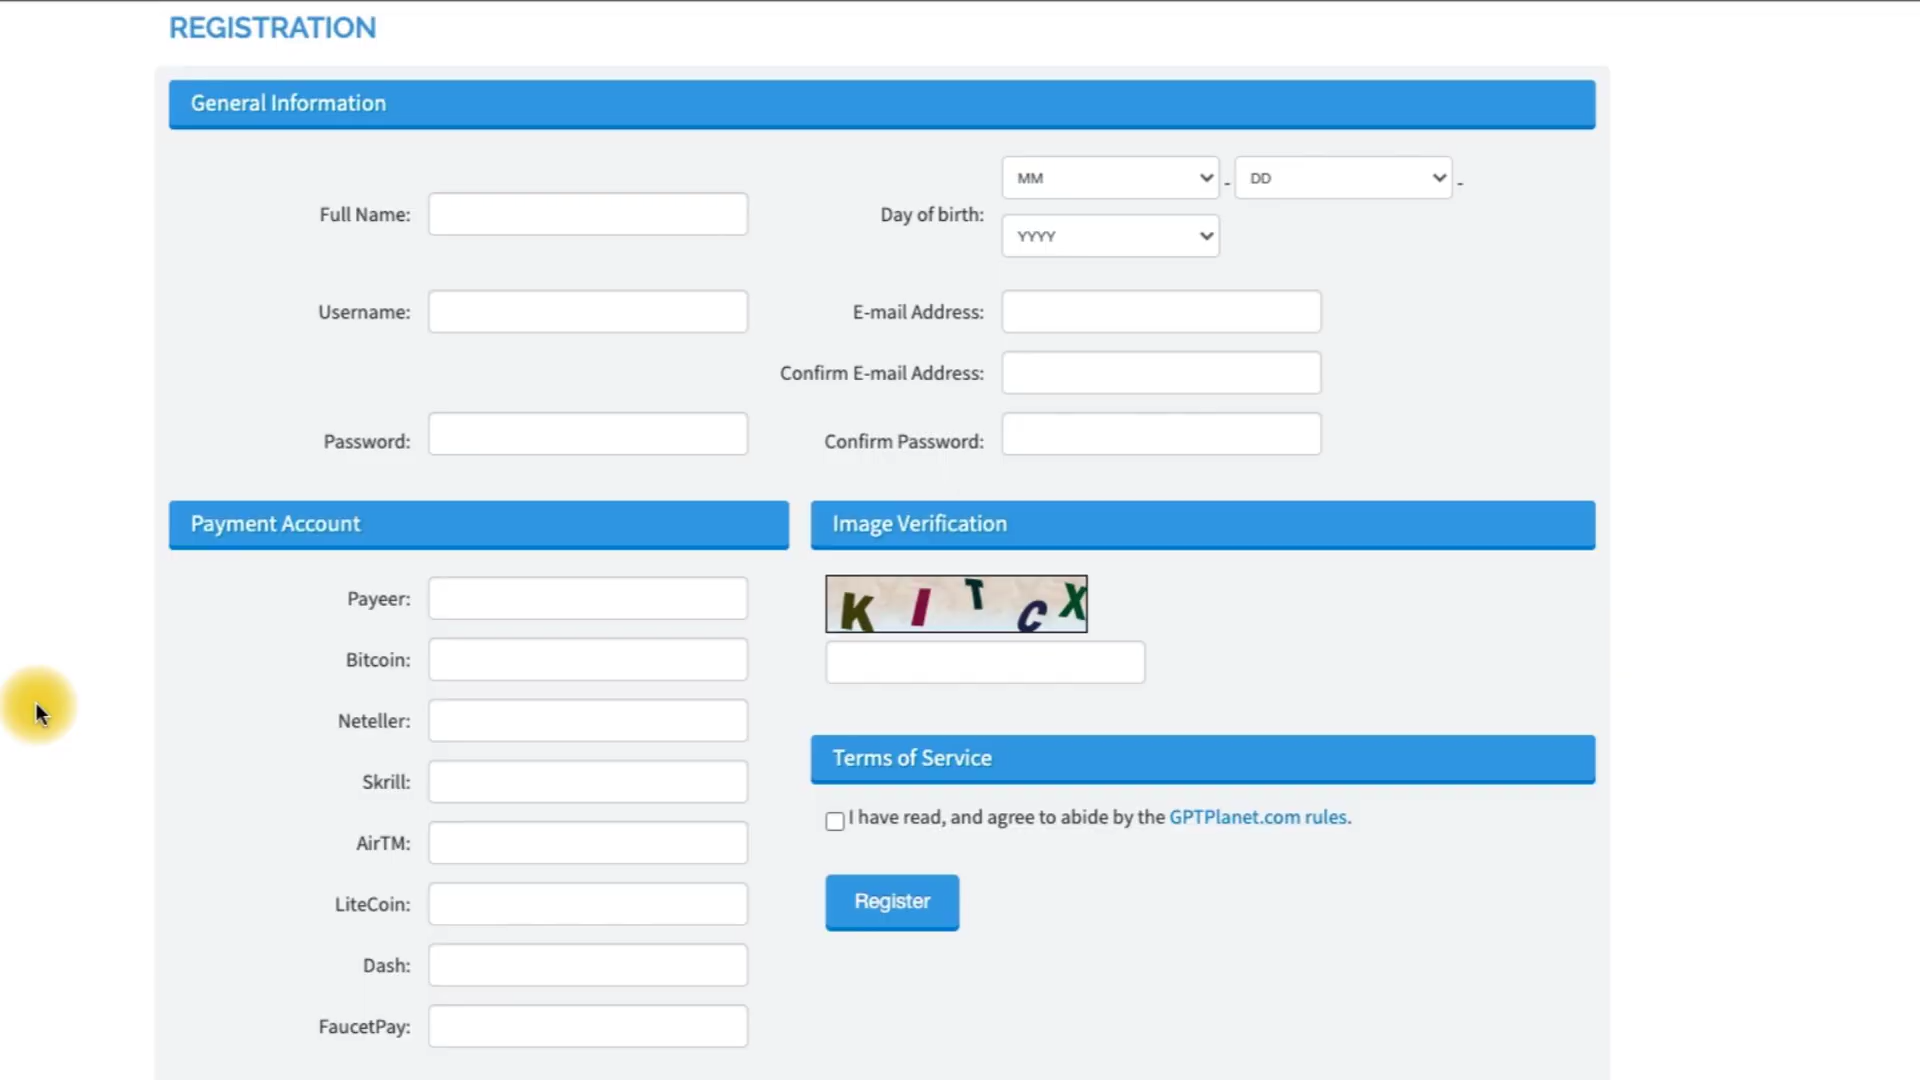 REGISTRATION
General Information
Full Name:
Day of birth:
MM
-
DD
-
YYYY
Username:
E-mail Address:
Confirm E-mail Address:
Password:
Confirm Password:
Payment Account
Payeer:
Bitcoin:
Neteller:
Skrill:
AirTM:
LiteCoin:
Dash:
FaucetPay:
Image Verification
K I T C X
Terms of Service
I have read, and agree to abide by the GPTPlanet.com rules.
Register